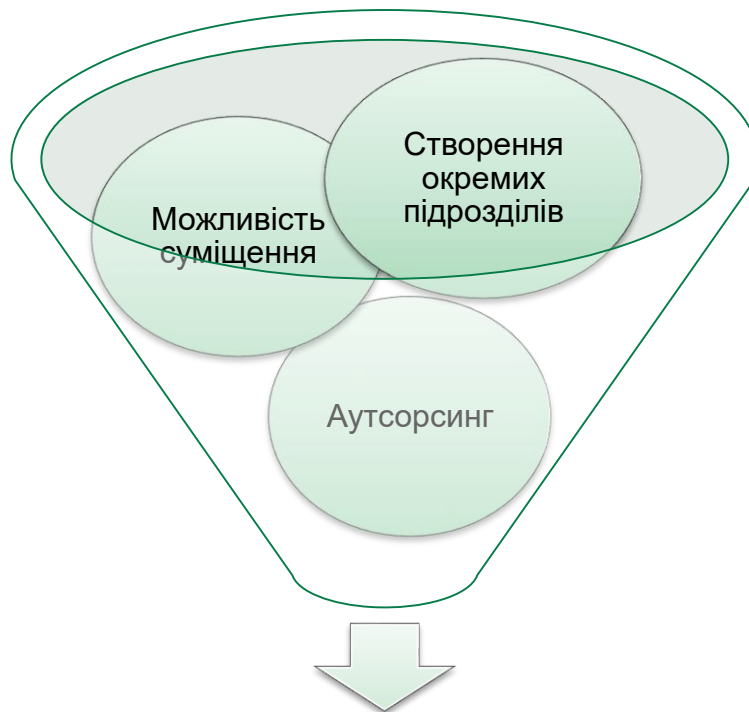 Створення
окремих
підрозділів
Можливість
суміщення
Аутсорсинг